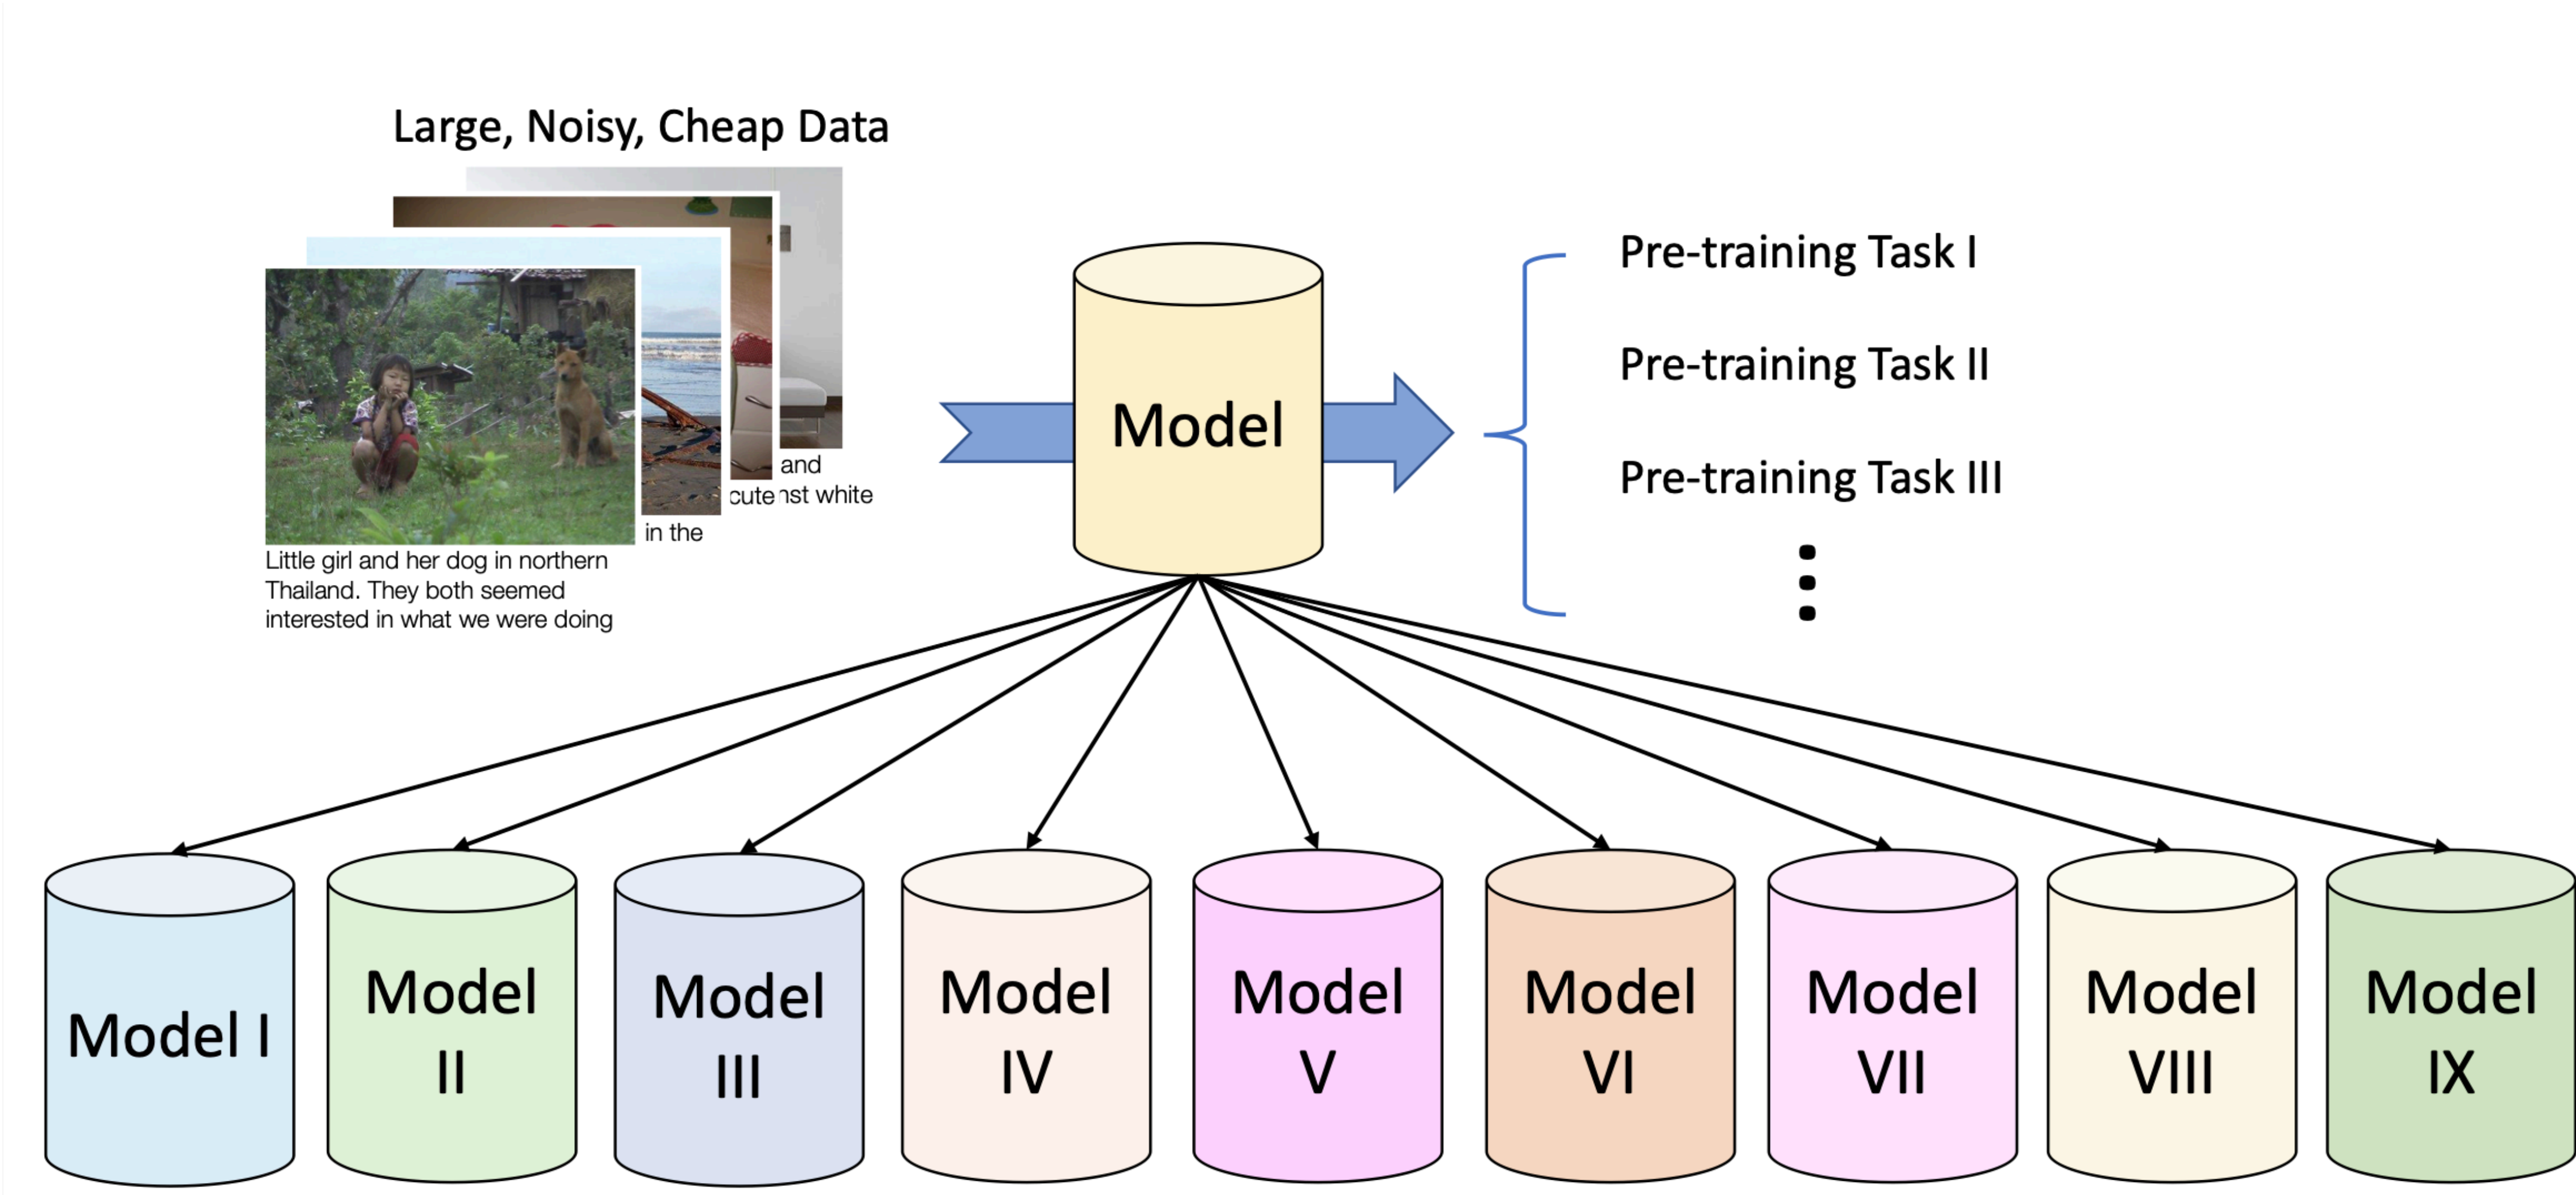 Large, Noisy, Cheap Data
and
cute nst white
in the
Little girl and her dog in northern
Thailand. They both seemed
interested in what we were doing
Model
Pre-training Task I
Pre-training Task II
Pre-training Task III
Model I
Model
II
Model
III
Model
IV
Model
V
Model
VI
Model
VII
Model
VIII
Model
IX